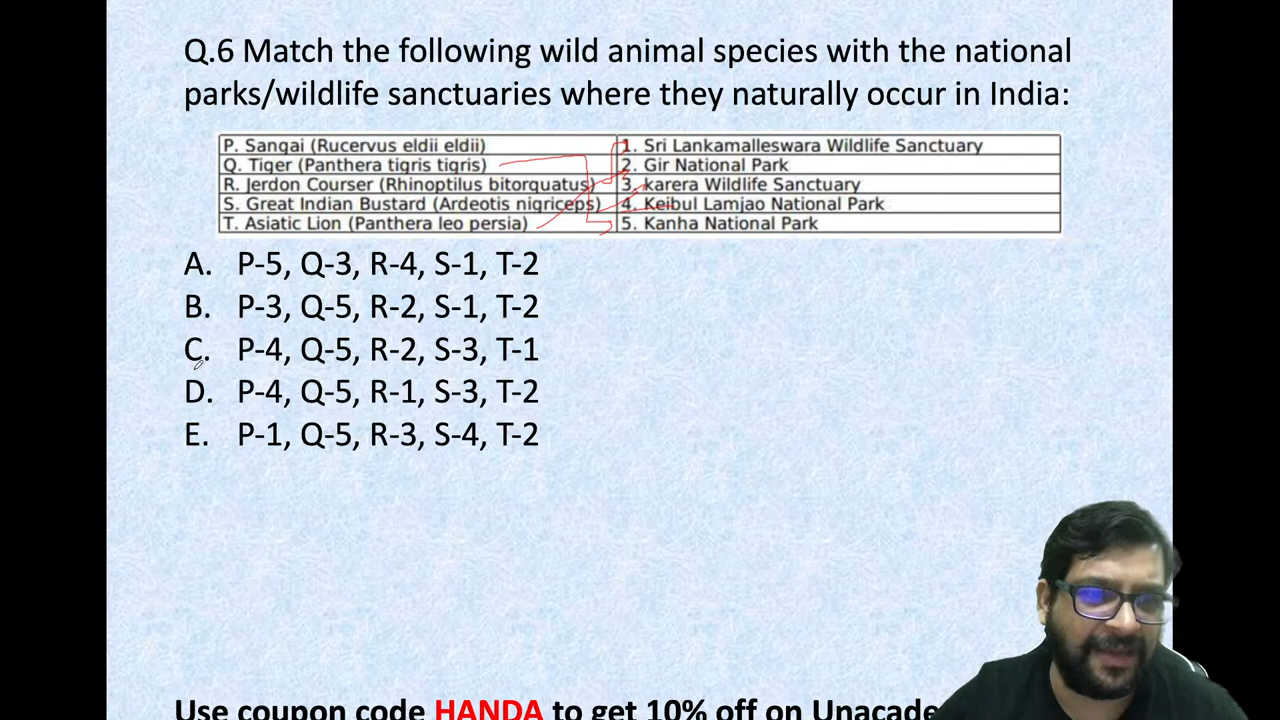 Q.6 Match the following wild animal species with the national
parks/wildlife sanctuaries where they naturally occur in India:
P. Sangai (Rucervus eldii eldii) 1. Sri Lankamalleswara Wildlife Sanctuary
Q. Tiger (Panthera tigris tigris) 2. Gir National Park
R. Jerdon Courser (Rhinoptilus bitorquatus) 3. karera Wildlife Sanctuary
S. Great Indian Bustard (Ardeotis nigriceps) 4. Keibul Lamjao National Park
T. Asiatic Lion (Panthera leo persia) 5. Kanha National Park
A. P-5, Q-3, R-4, S-1, T-2
B. P-3, Q-5, R-2, S-1, T-2
C. P-4, Q-5, R-2, S-3, T-1
D. P-4, Q-5, R-1, S-3, T-2
E. P-1, Q-5, R-3, S-4, T-2
Use coupon code HANDA to get 10% off on Unacade